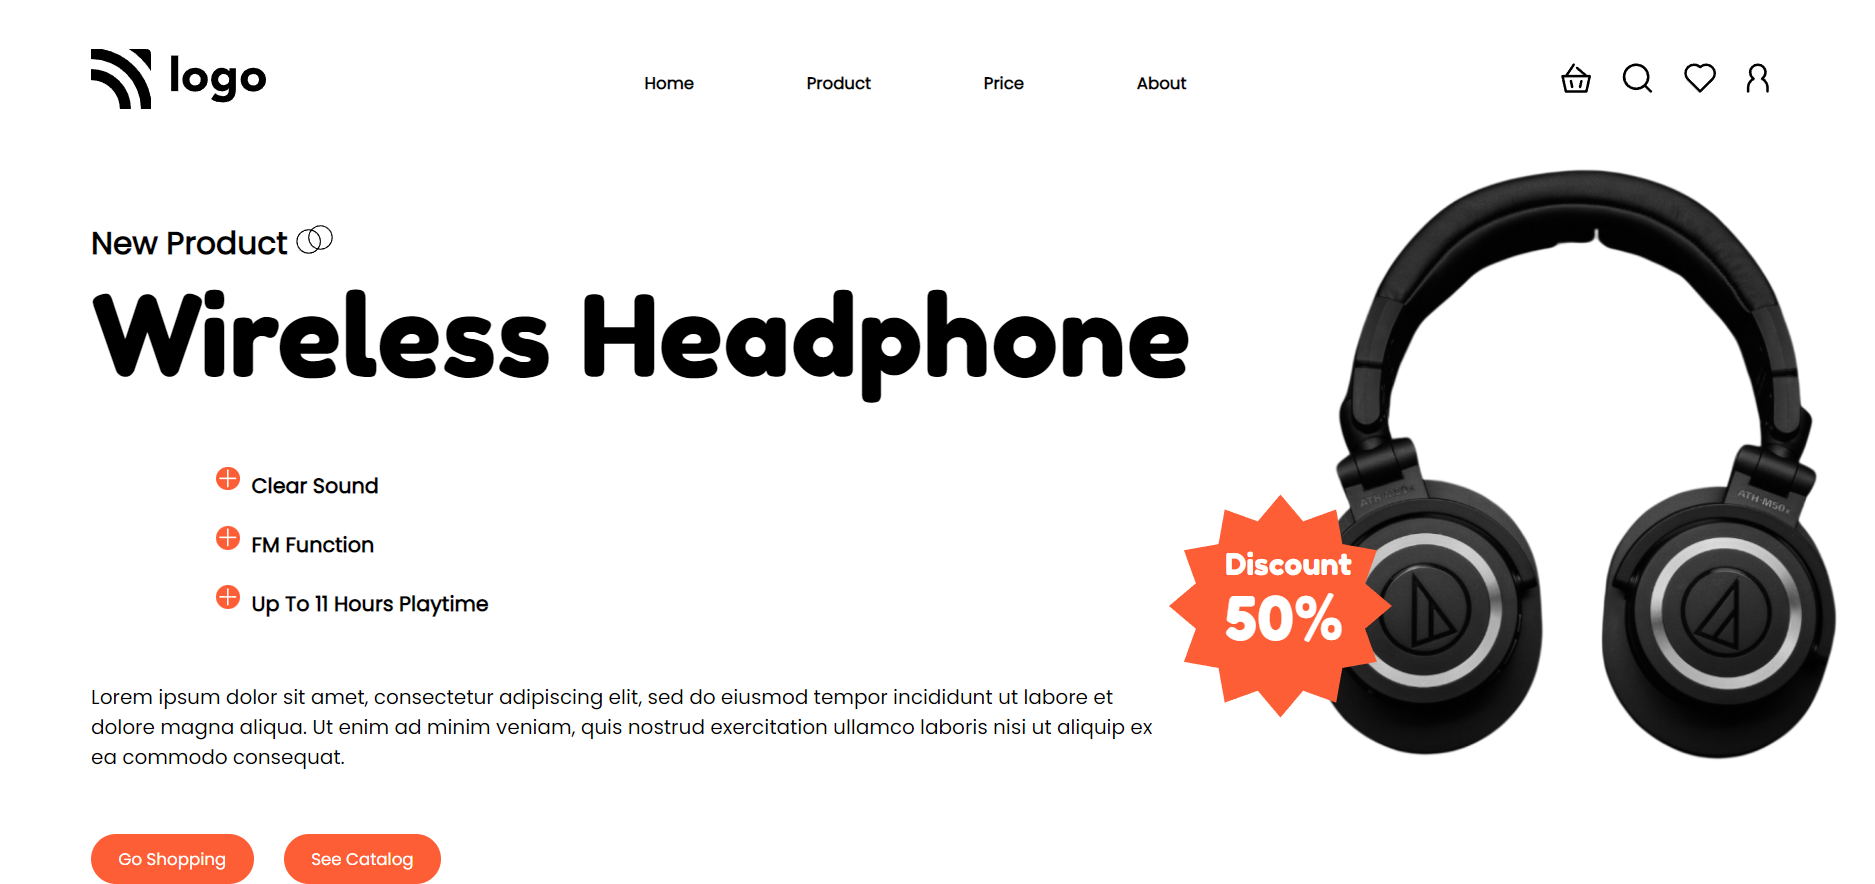 logo
Home
Product
Price
About
New Product
Wireless Headphone
Clear Sound
FM Function
Up To 11 Hours Playtime
Lorem ipsum dolor sit amet, consectetur adipiscing elit, sed do eiusmod tempor incididunt ut labore et
dolore magna aliqua. Ut enim ad minim veniam, quis nostrud exercitation ullamco laboris nisi ut aliquip ex
ea commodo consequat.
Go Shopping
See Catalog
Discount
50%
ATH-M50x
ATH-M50x